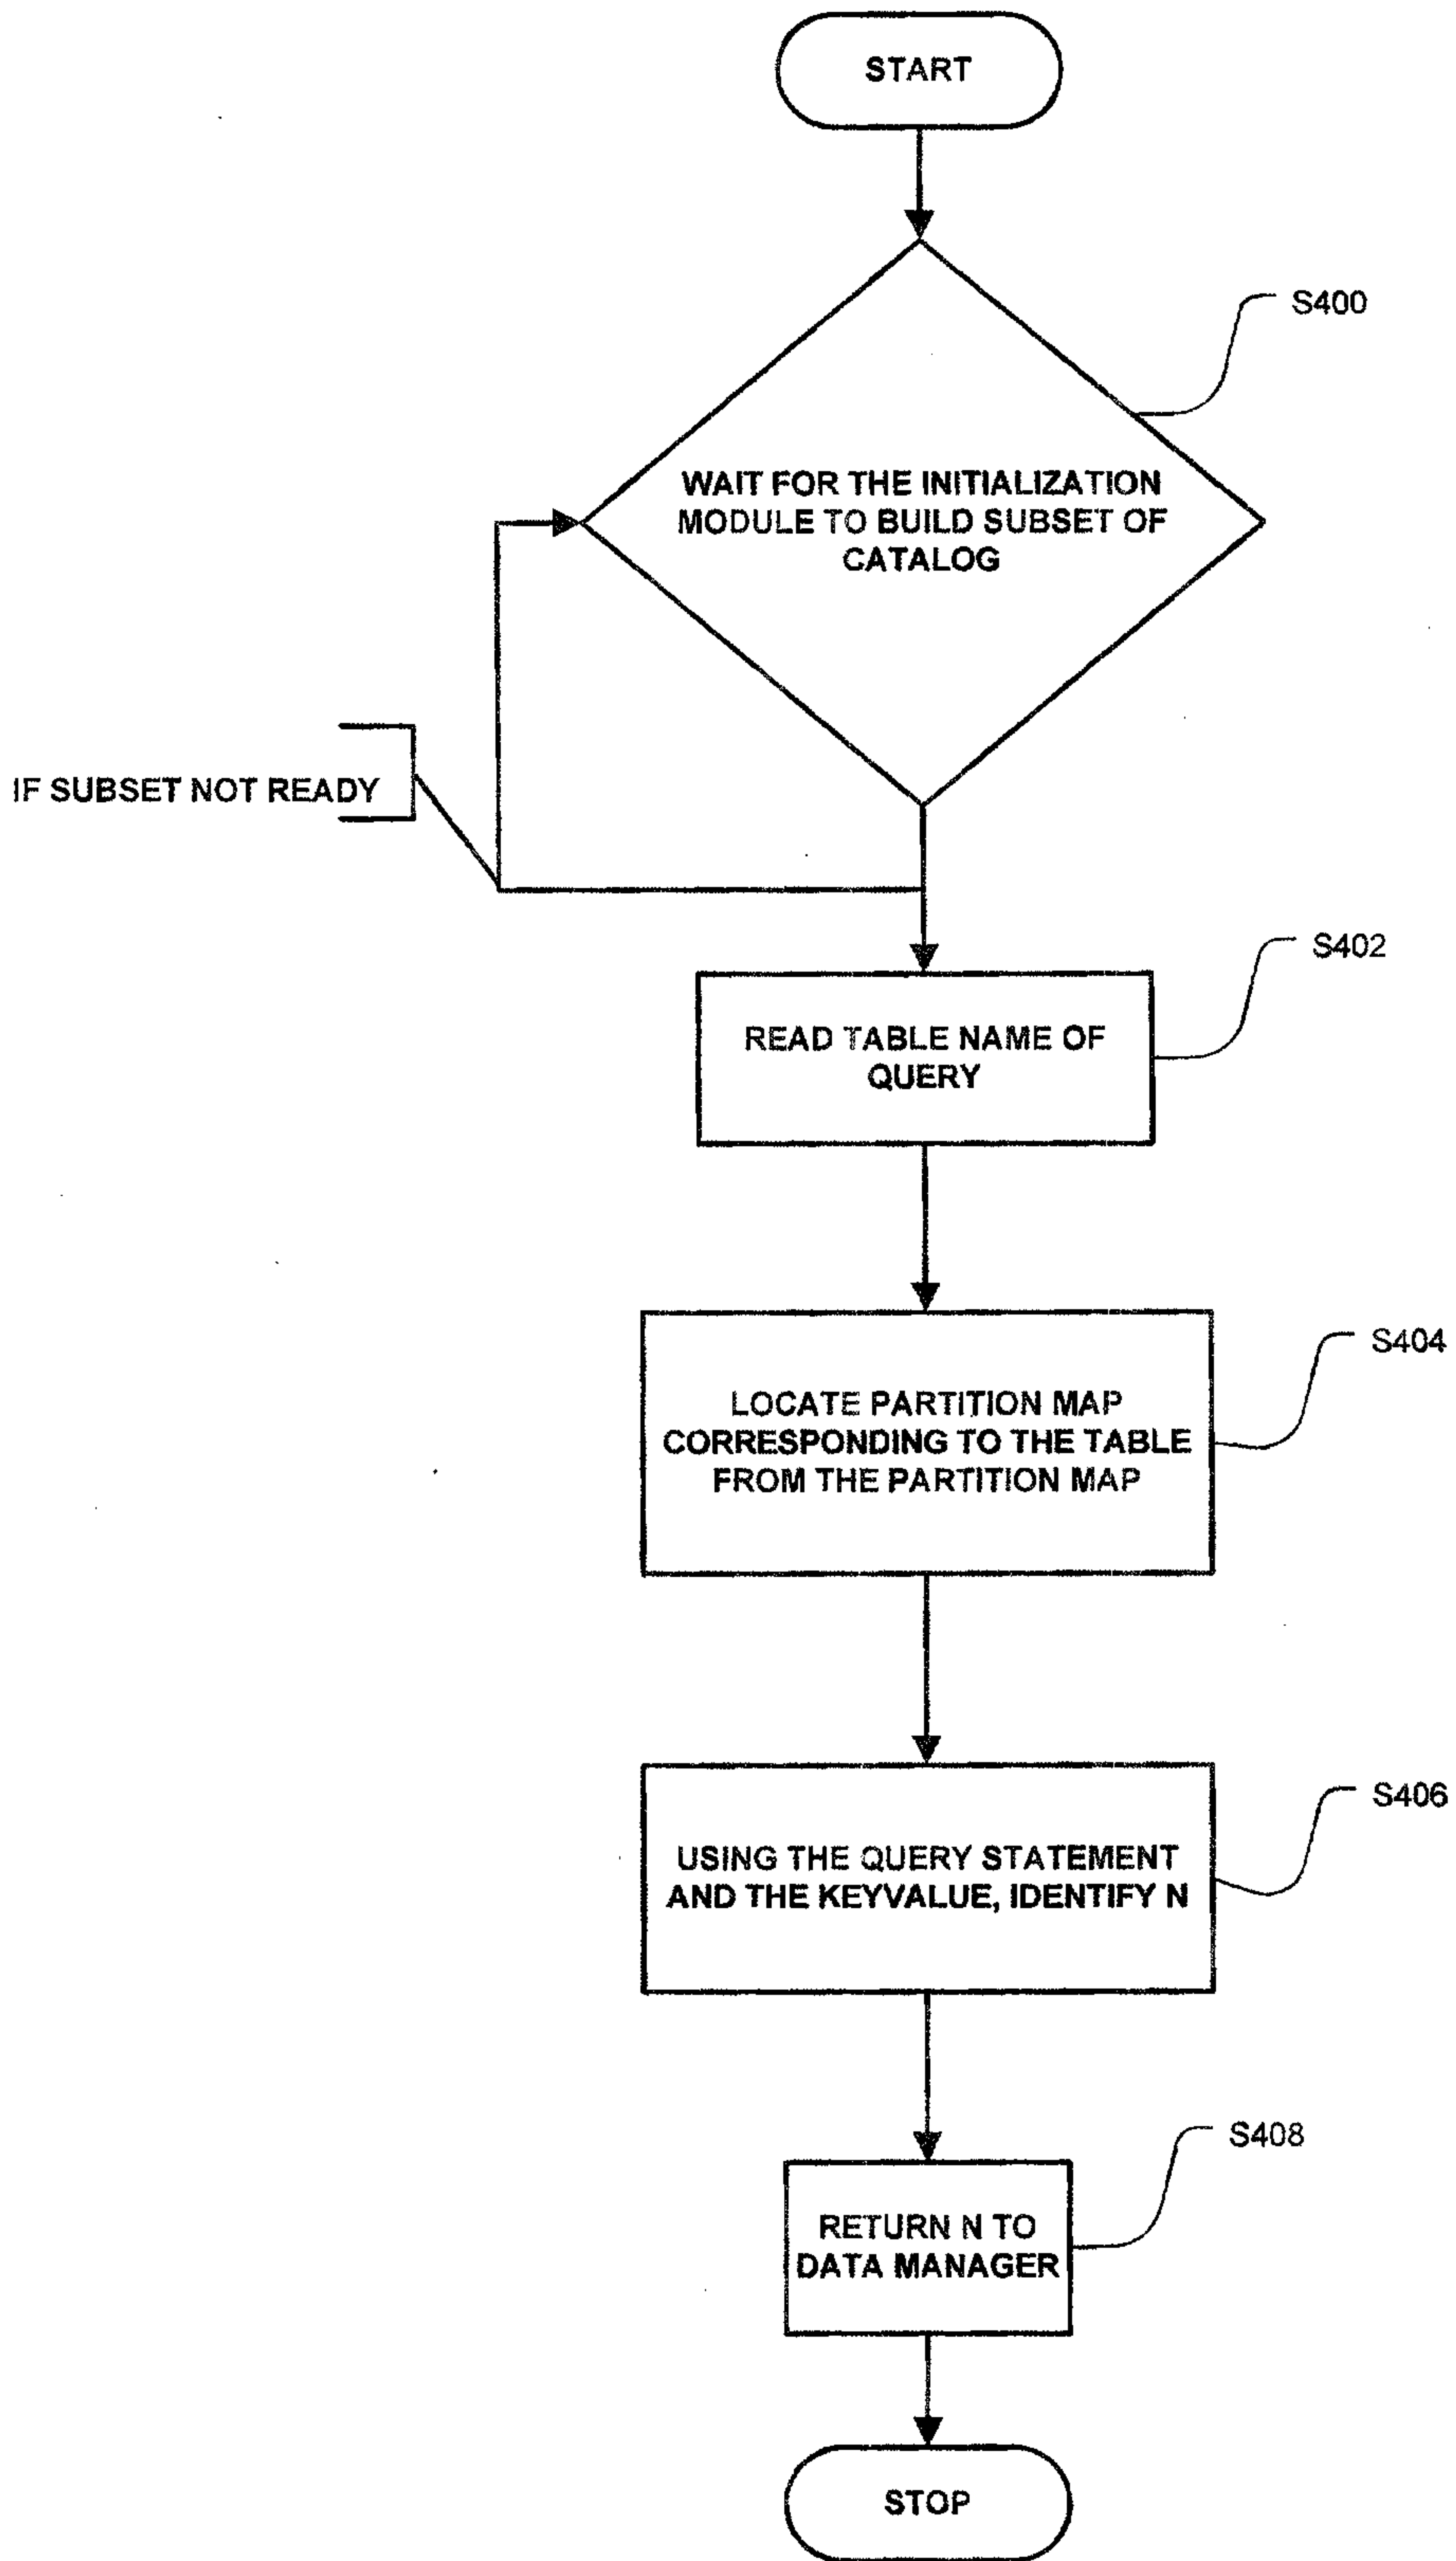 START
S400
WAIT FOR THE INITIALIZATION
MODULE TO BUILD SUBSET OF
CATALOG
IF SUBSET NOT READY
S402
READ TABLE NAME OF
QUERY
S404
LOCATE PARTITION MAP
CORRESPONDING TO THE TABLE
FROM THE PARTITION MAP
S406
USING THE QUERY STATEMENT
AND THE KEYVALUE, IDENTIFY N
S408
RETURN N TO
DATA MANAGER
STOP